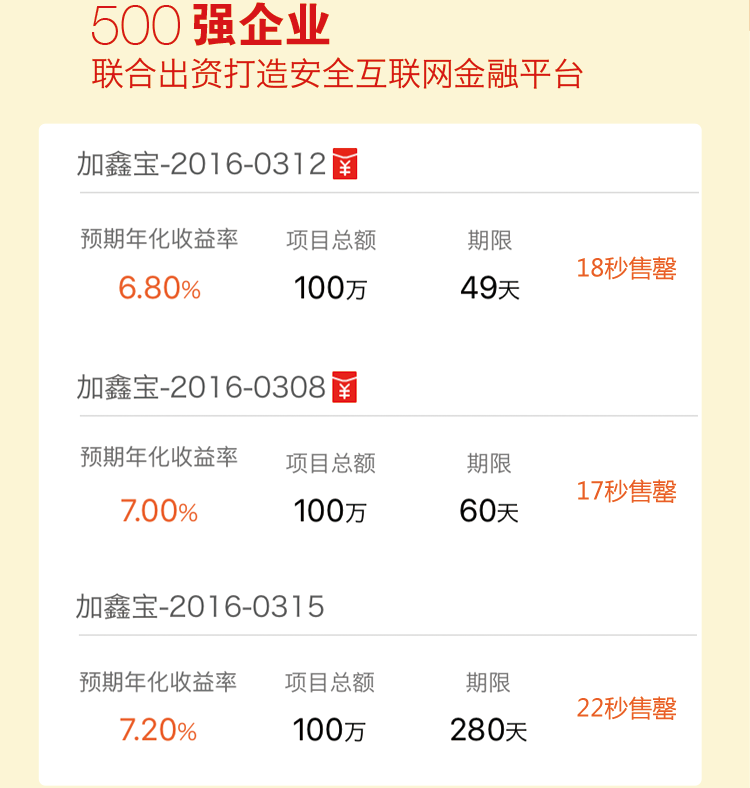 500强企业
联合出资打造安全互联网金融平台
加鑫宝-2016-0312 ¥
预期年化收益率 项目总额 期限
6.80% 100万 49天 18秒售罄
加鑫宝-2016-0308 ¥
预期年化收益率 项目总额 期限
7.00% 100万 60天 17秒售罄
加鑫宝-2016-0315
预期年化收益率 项目总额 期限
7.20% 100万 280天 22秒售罄